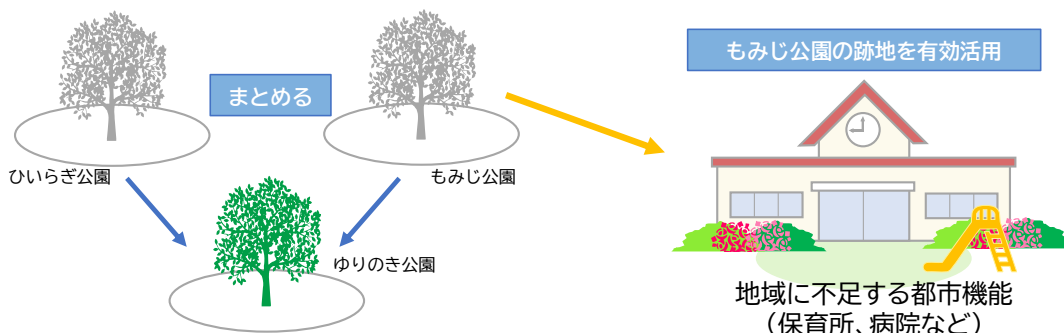 もみじ公園の跡地を有効活用
まとめる
ひいらぎ公園
もみじ公園
ゆりのき公園
地域に不足する都市機能
（保育所、病院など）